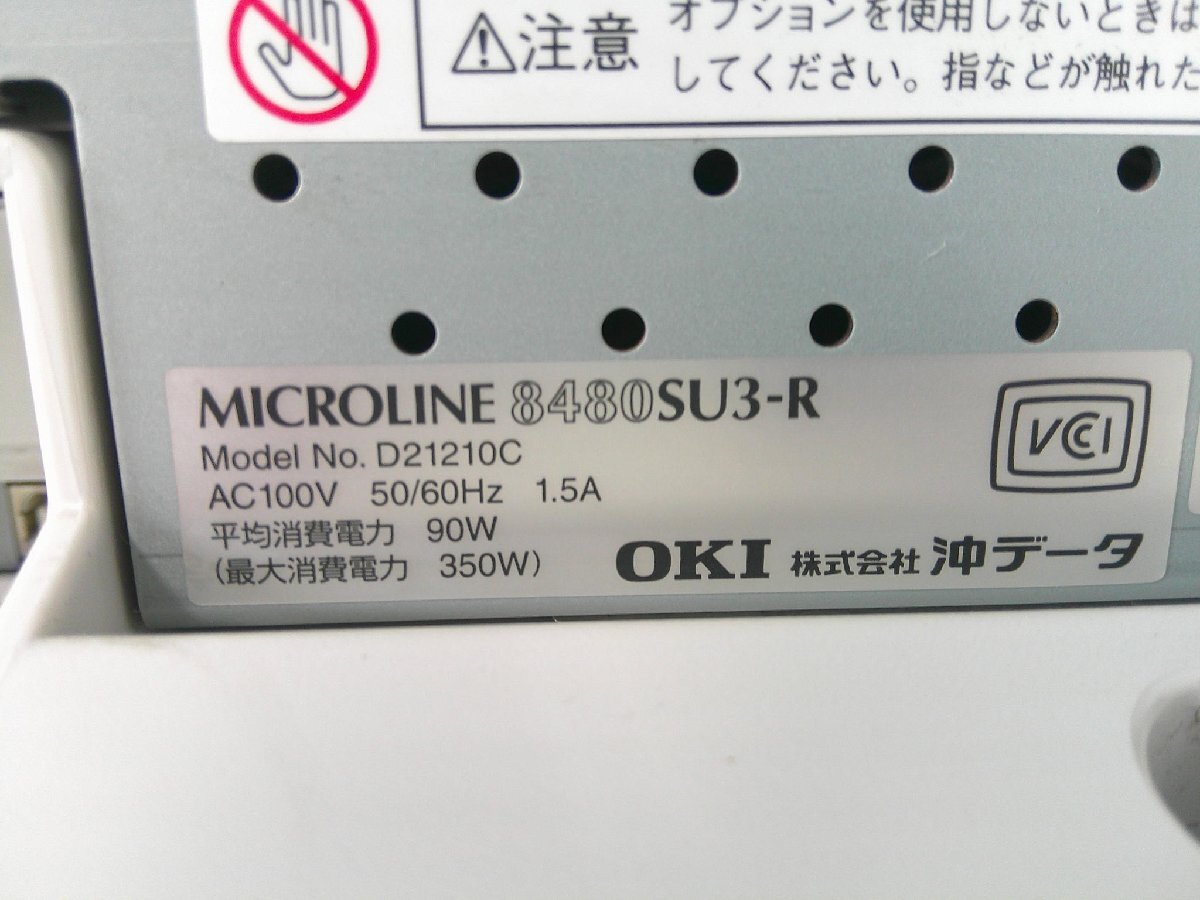 ⚠注意
オプションを使用しないときは
してください。指などが触れた
MICROLINE 8480SU3-R
Model No. D21210C
AC100V 50/60Hz 1.5A
平均消費電力 90W
(最大消費電力 350W)
VCCI
OKI 株式会社 沖データ